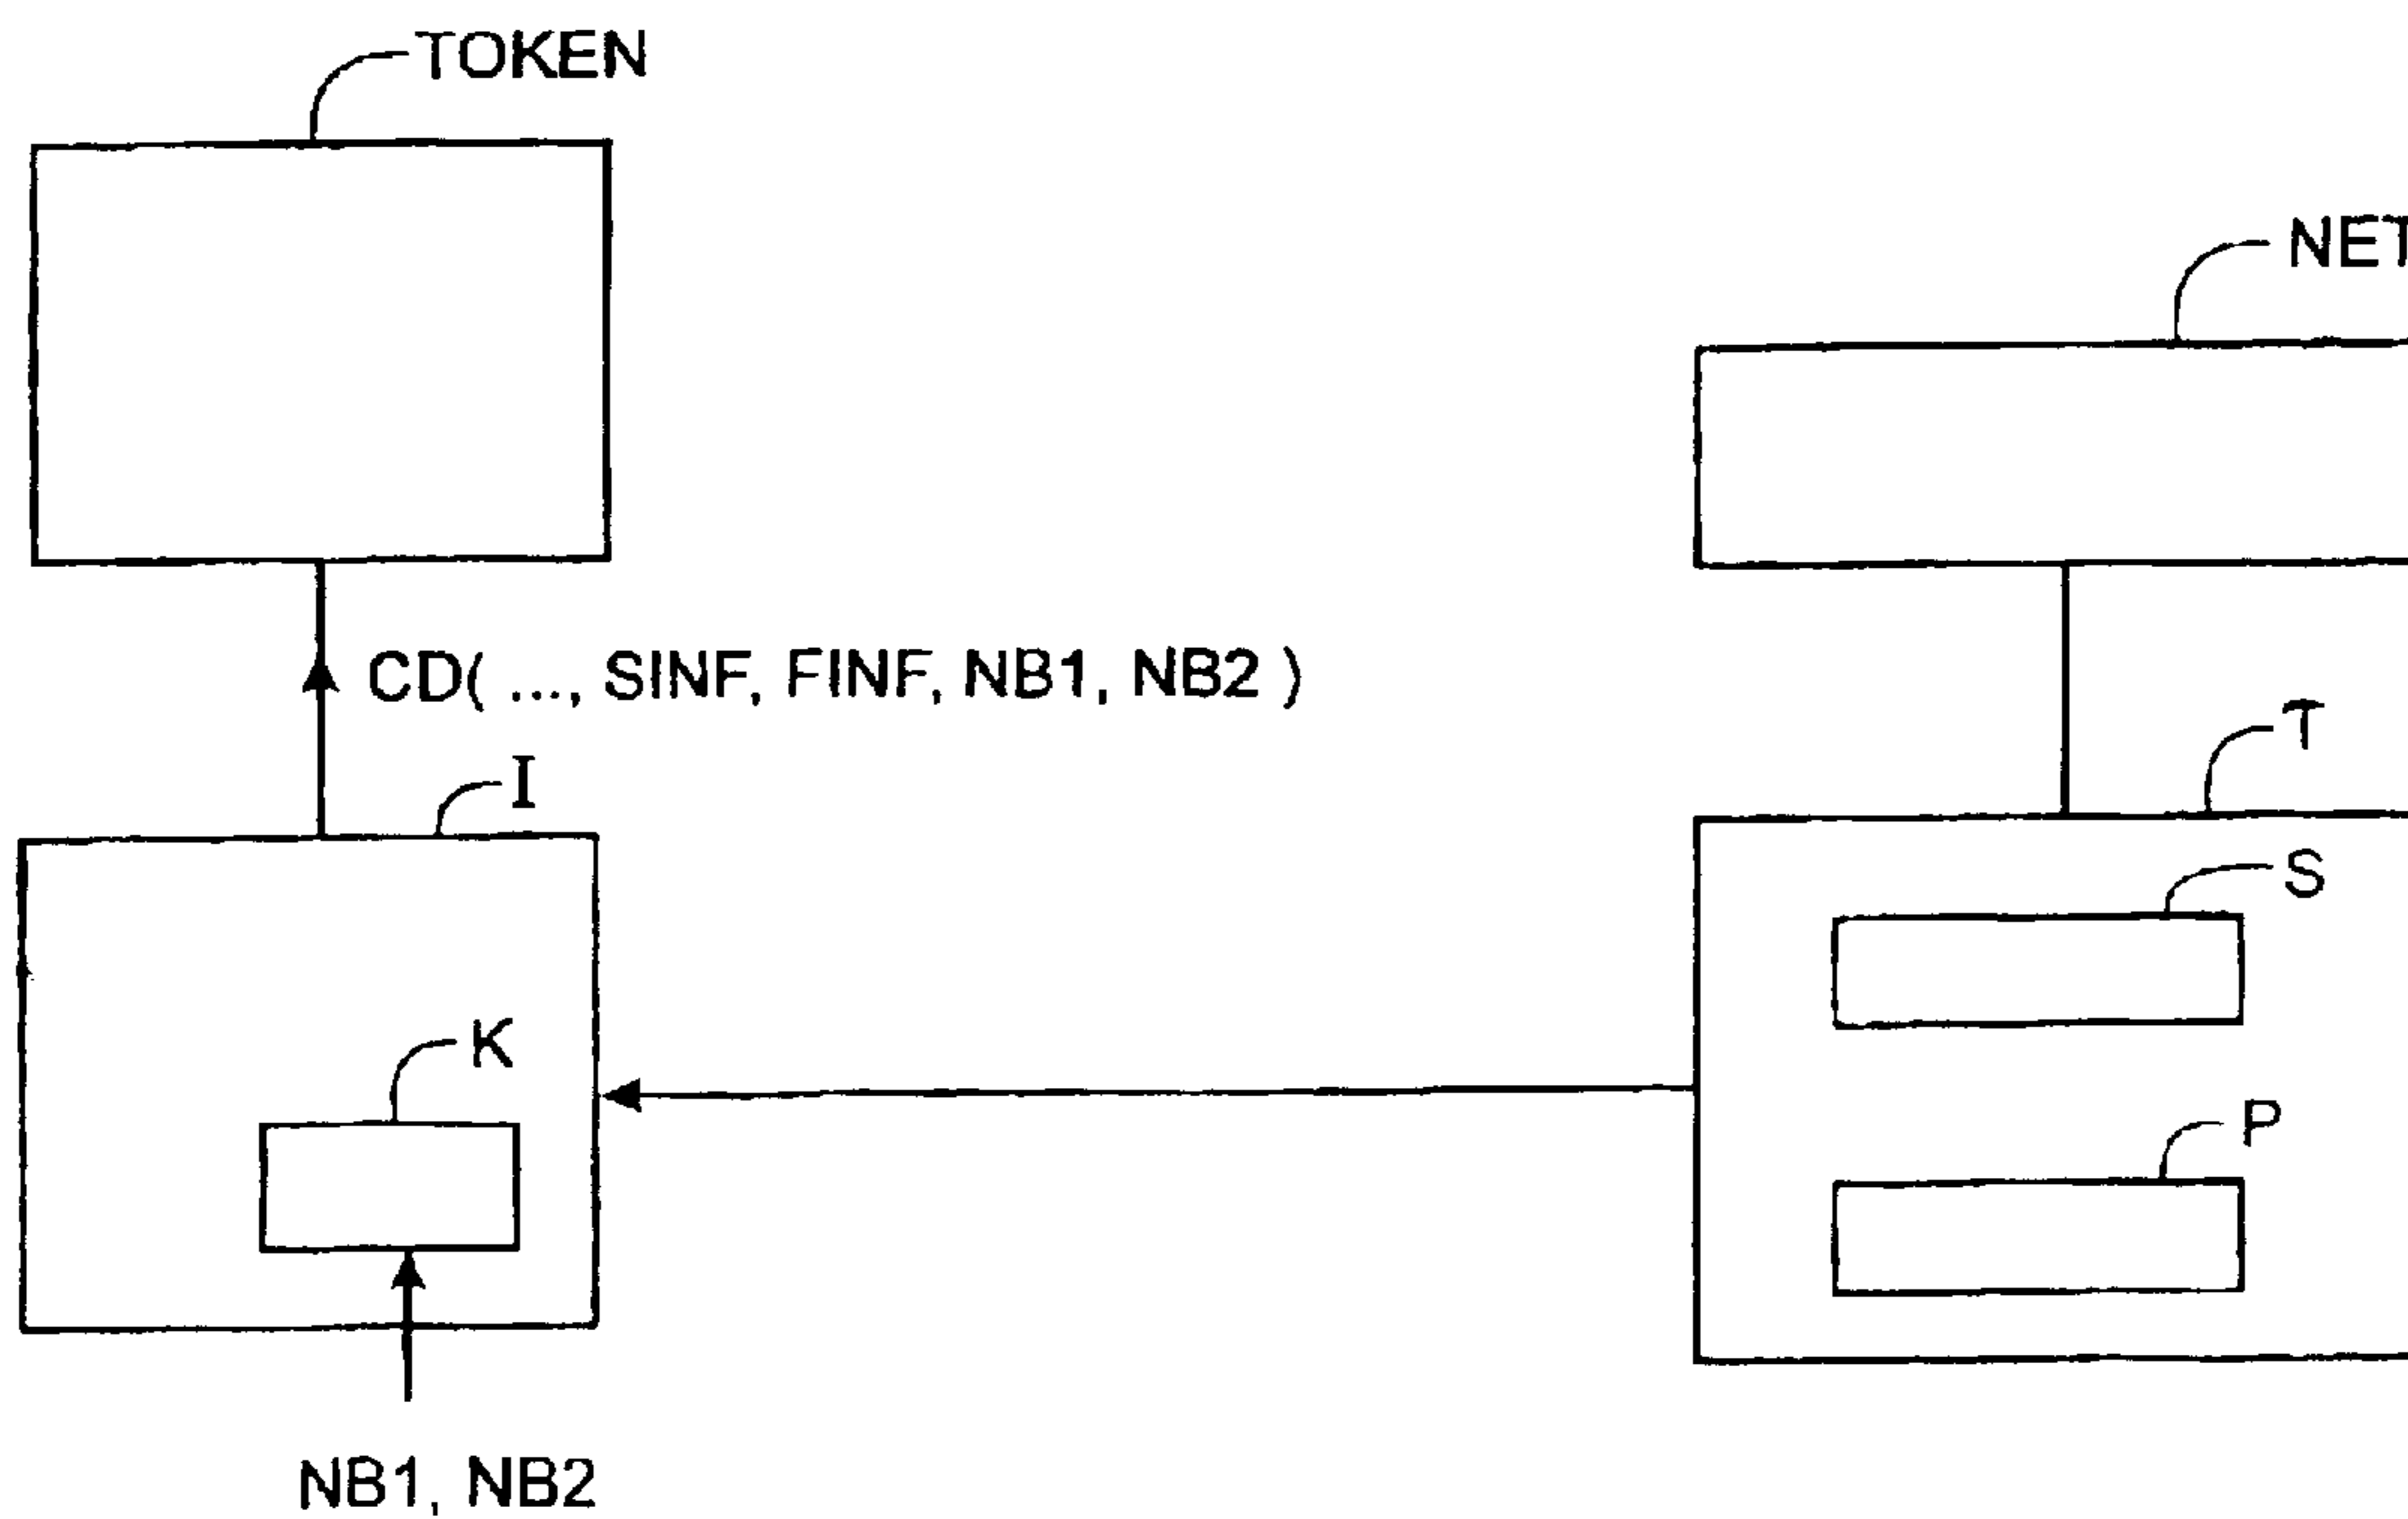 TOKEN
NET
CD( ..., SINF, FINF, NB1, NB2 )
T
I
S
K
P
NB1, NB2